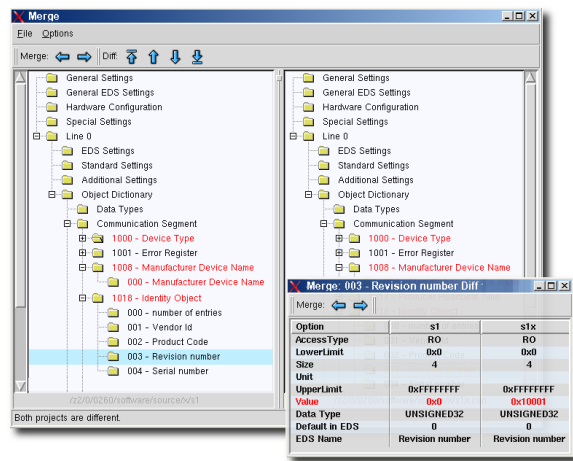 Merge
File Options
Merge: Diff:
General Settings
General EDS Settings
Hardware Configuration
Special Settings
Line 0
EDS Settings
Standard Settings
Additional Settings
Object Dictionary
Data Types
Communication Segment
1000 - Device Type
1001 - Error Register
1008 - Manufacturer Device Name
000 - Manufacturer Device Name
1018 - Identity Object
000 - number of entries
001 - Vendor Id
002 - Product Code
003 - Revision number
004 - Serial number
/z2/0/0260/software/source/x/s1
Both projects are different.
General Settings
General EDS Settings
Hardware Configuration
Special Settings
Line 0
EDS Settings
Standard Settings
Additional Settings
Object Dictionary
Data Types
Communication Segment
1000 - Device Type
1001 - Error Register
1008 - Manufacturer Device Name
Merge: 003 - Revision number Diff
Merge:
Option s1 s1x
AccessType RO RO
LowerLimit 0x0 0x0
Size 4 4
Unit
UpperLimit 0xFFFFFFFF 0xFFFFFFFF
Value 0x0 0x10001
Data Type UNSIGNED32 UNSIGNED32
Default in EDS 0 0
EDS Name Revision number Revision number